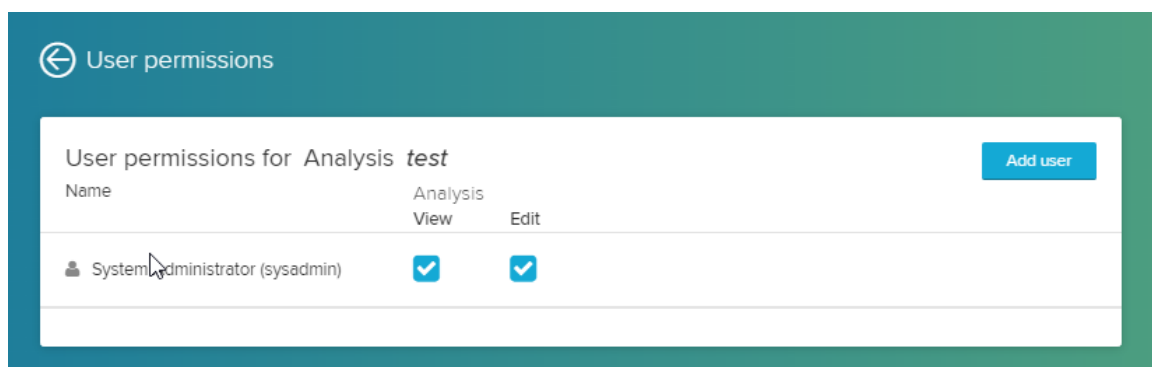 User permissions
User permissions for Analysis test
Add user
Name
Analysis
View Edit
System Administrator (sysadmin)